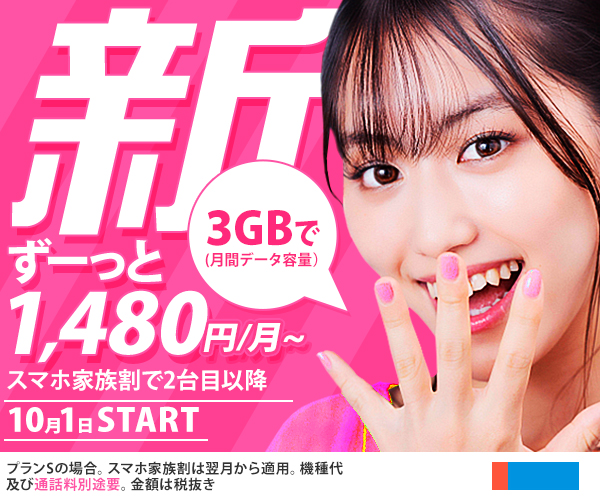 新
3GBで
(月間データ容量)
ずーっと
1,480円/月～
スマホ家族割で2台目以降
10月1日START
プランSの場合。スマホ家族割は翌月から適用。機種代
及び通話料別途要。金額は税抜き